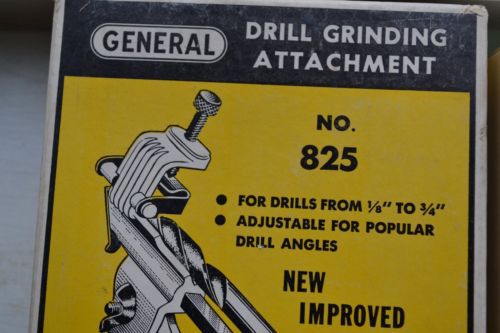 GENERAL
DRILL GRINDING
ATTACHMENT
NO.
825
• FOR DRILLS FROM 1/8" TO 3/4"
• ADJUSTABLE FOR POPULAR
DRILL ANGLES
NEW
IMPROVED